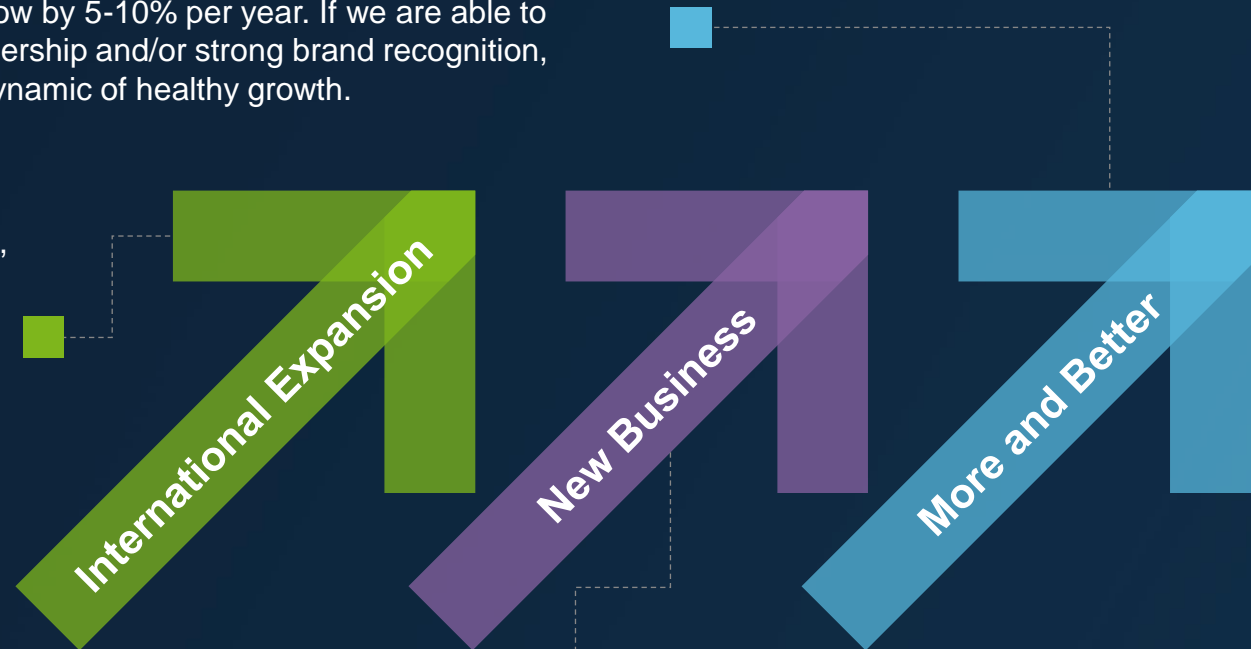 ow by 5-10% per year. If we are able to
ership and/or strong brand recognition,
ynamic of healthy growth.
,
International Expansion
New Business
More and Better